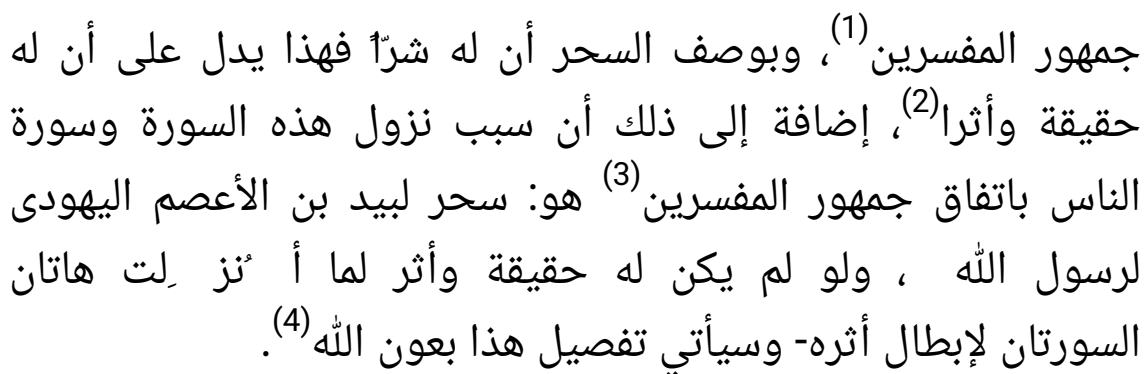 جمهور المفسرين(1)، وبوصف السحر أن له شرّاً فهذا يدل على أن له
حقيقة وأثرا(2)، إضافة إلى ذلك أن سبب نزول هذه السورة وسورة
الناس باتفاق جمهور المفسرين(3) هو: سحر لبيد بن الأعصم اليهودى
لرسول الله ، ولو لم يكن له حقيقة وأثر لما أ ُنز ِلت هاتان
السورتان لإبطال أثره- وسيأتي تفصيل هذا بعون الله(4).